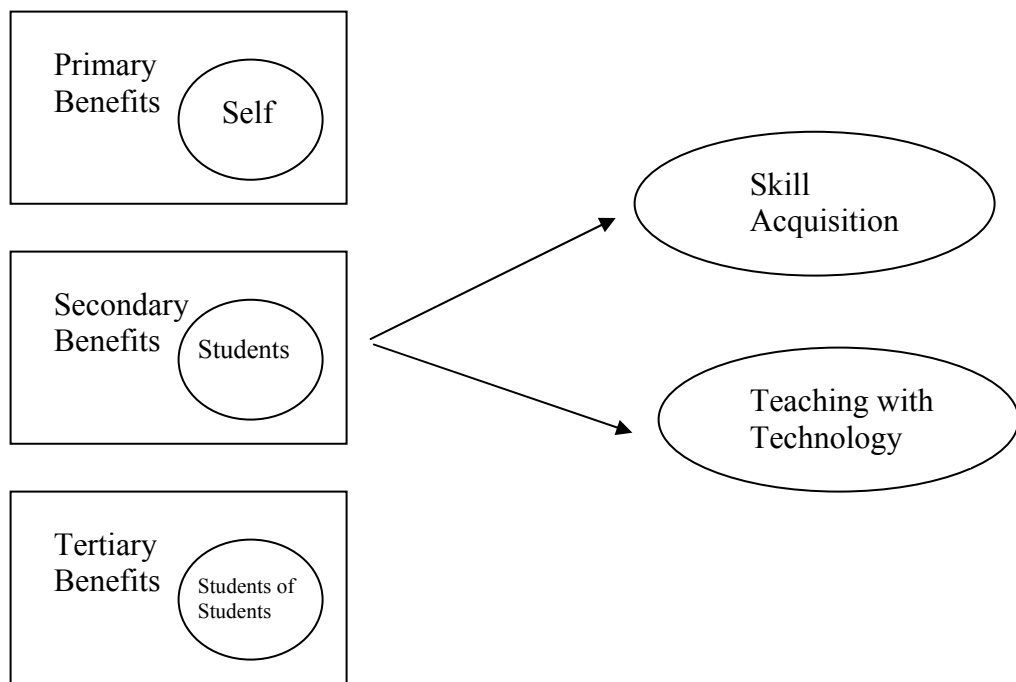 Primary
Benefits
Self
Secondary
Benefits
Students
Tertiary
Benefits
Students of
Students
Skill
Acquisition
Teaching with
Technology